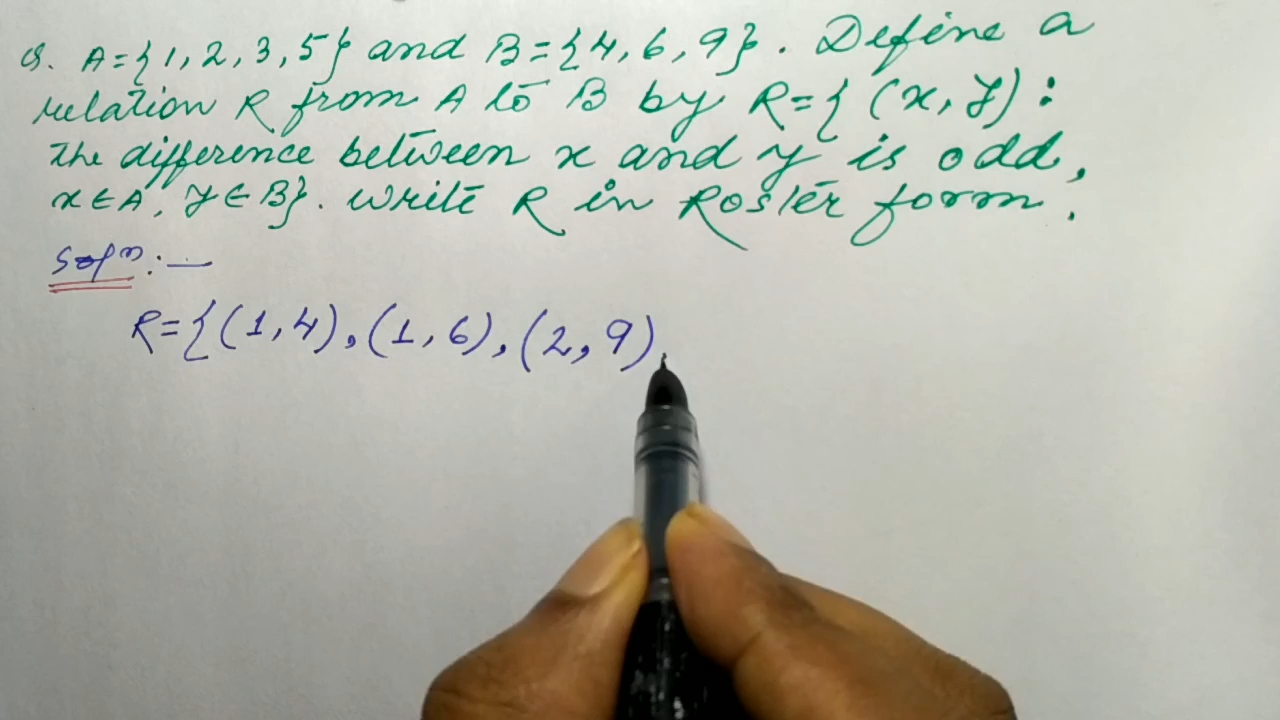 Q. A={1,2,3,5} and B={4,6,9}. Define a
relation R from A to B by R={(x,y):
the difference between x and y is odd,
x∈A, y∈B}. Write R in Roster form.
Solⁿ:—
R={(1,4),(1,6),(2,9),